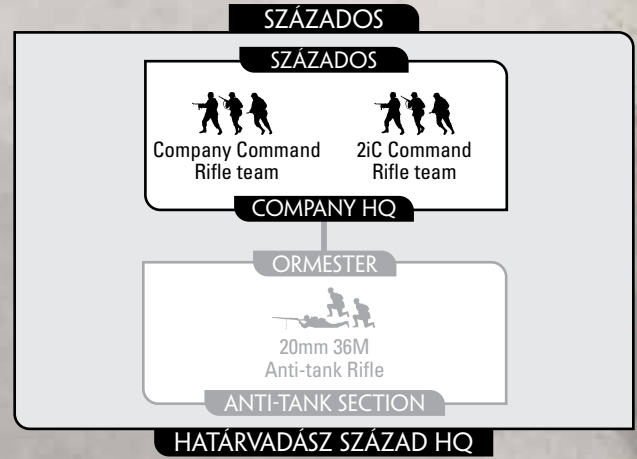 SZÁZADOS
SZÁZADOS
Company Command
Rifle team
2iC Command
Rifle team
COMPANY HQ
ORMESTER
20mm 36M
Anti-tank Rifle
ANTI-TANK SECTION
HATÁRVADÁSZ SZÁZAD HQ